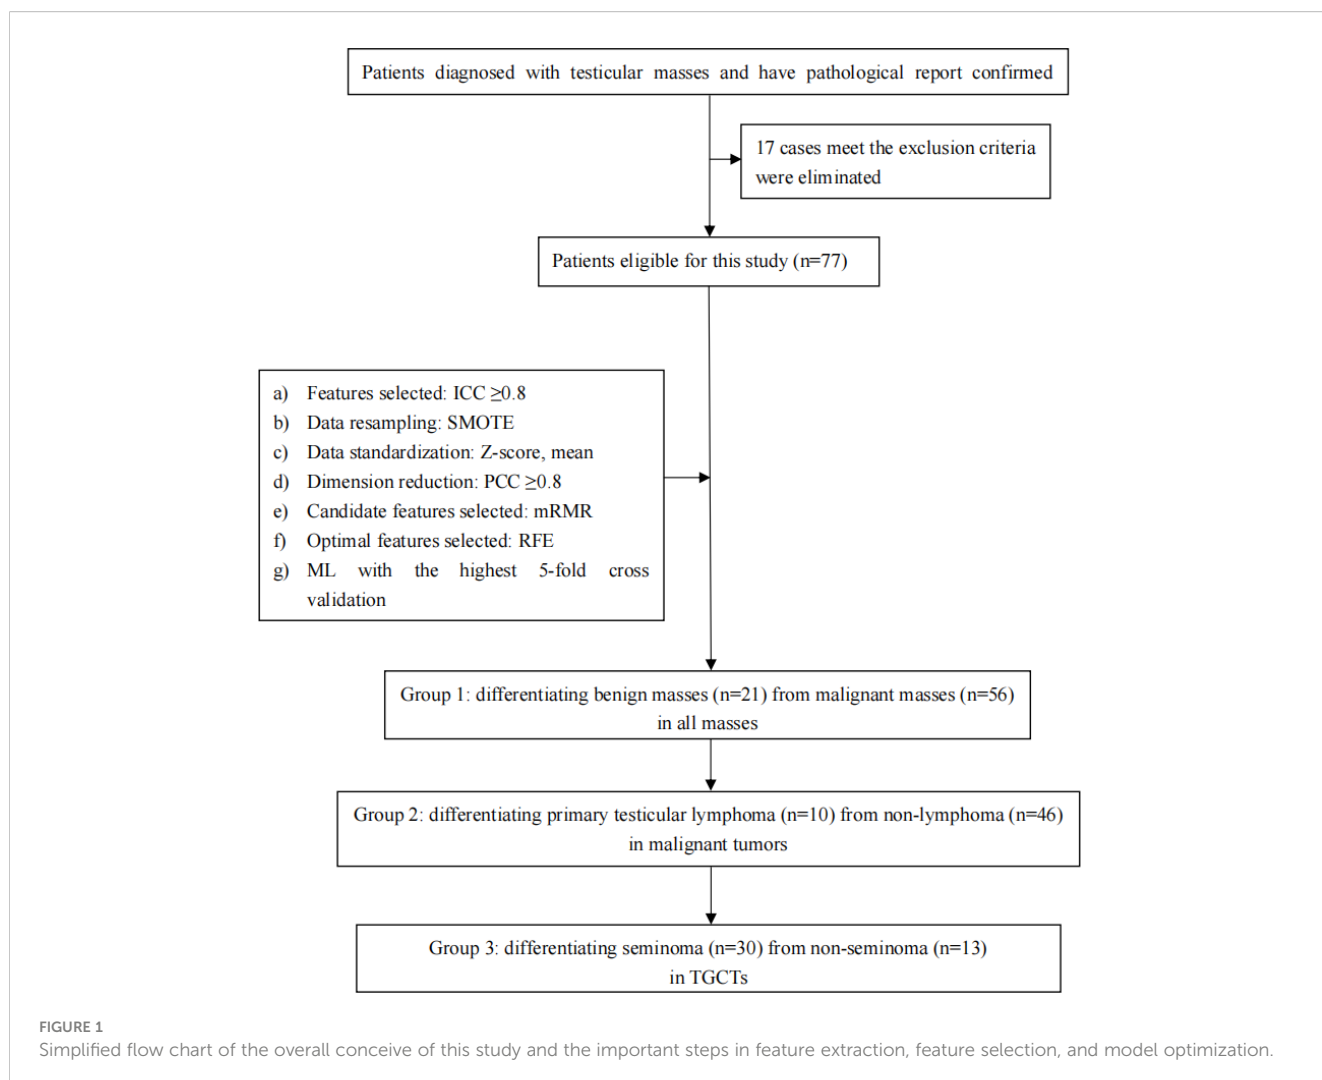 Patients diagnosed with testicular masses and have pathological report confirmed
17 cases meet the exclusion criteria
were eliminated
Patients eligible for this study (n=77)
a) Features selected: ICC ≥0.8
b) Data resampling: SMOTE
c) Data standardization: Z-score, mean
d) Dimension reduction: PCC ≥0.8
e) Candidate features selected: mRMR
f) Optimal features selected: RFE
g) ML with the highest 5-fold cross
validation
Group 1: differentiating benign masses (n=21) from malignant masses (n=56)
in all masses
Group 2: differentiating primary testicular lymphoma (n=10) from non-lymphoma (n=46)
in malignant tumors
Group 3: differentiating seminoma (n=30) from non-seminoma (n=13)
in TGCTs
FIGURE 1
Simplified flow chart of the overall conceive of this study and the important steps in feature extraction, feature selection, and model optimization.